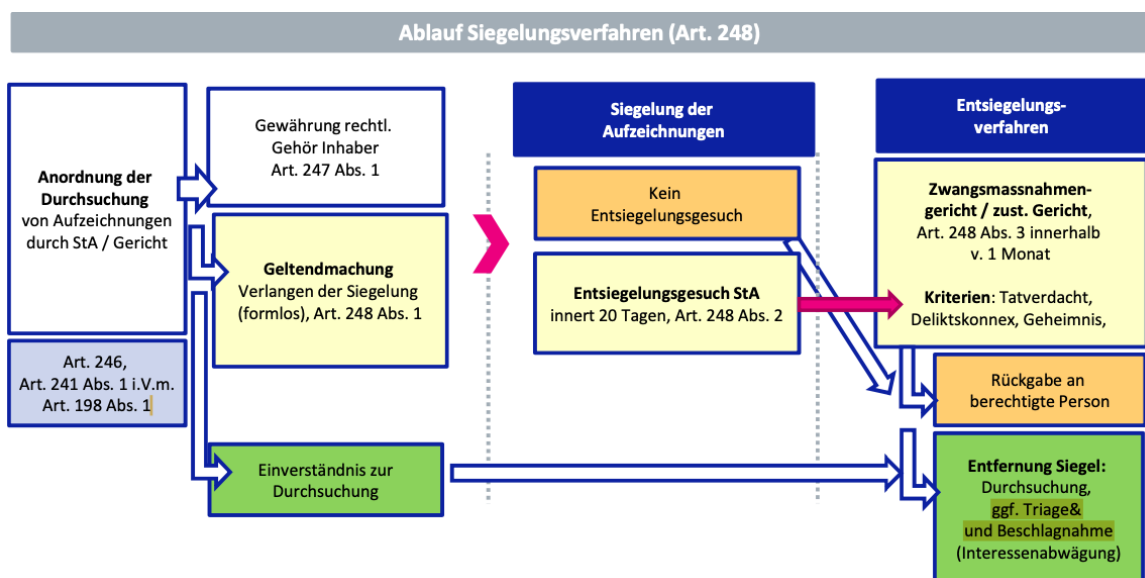 Ablauf Siegelungsverfahren (Art. 248)
Anordnung der
Durchsuchung
von Aufzeichnungen
durch StA / Gericht
Art. 246,
Art. 241 Abs. 1 i.V.m.
Art. 198 Abs. 1
Gewährung rechtl.
Gehör Inhaber
Art. 247 Abs. 1
Geltendmachung
Verlangen der Siegelung
(formlos), Art. 248 Abs. 1
Einverständnis zur
Durchsuchung
Siegelung der
Aufzeichnungen
Kein
Entsiegelungsgesuch
Entsiegelungsgesuch StA
innert 20 Tagen, Art. 248 Abs. 2
Entsiegelungs-
verfahren
Zwangsmassnahmen-
gericht / zust. Gericht,
Art. 248 Abs. 3 innerhalb
v. 1 Monat
Kriterien: Tatverdacht,
Deliktskonnex, Geheimnis,
Rückgabe an
berechtigte Person
Entfernung Siegel:
Durchsuchung,
ggf. Triage&
und Beschlagnahme
(Interessenabwägung)